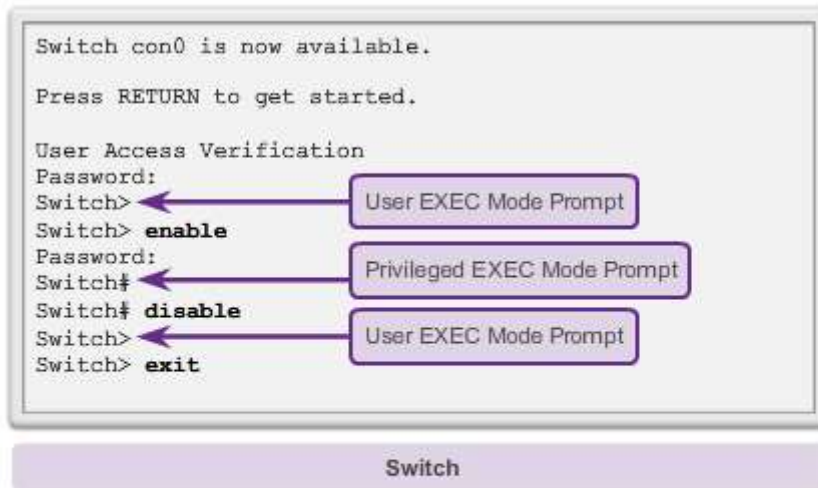 Switch con0 is now available.
Press RETURN to get started.
User Access Verification
Password:
Switch>
User EXEC Mode Prompt
Switch> enable
Password:
Switch#
Privileged EXEC Mode Prompt
Switch# disable
Switch>
User EXEC Mode Prompt
Switch> exit
Switch